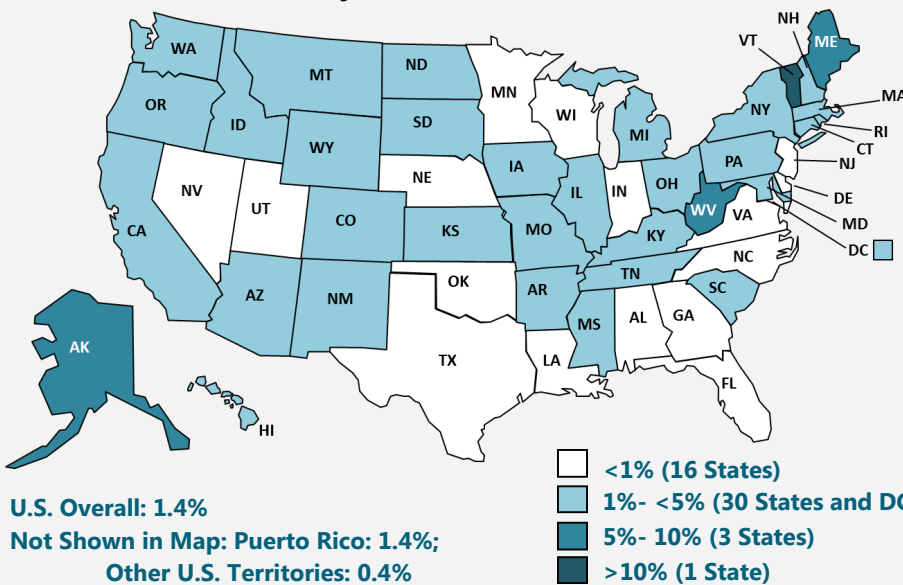 NH
VT
ME
WA
MT
ND
MN
OR
ID
SD
WI
MI
NY
MA
RI
CT
WY
IA
PA
NJ
NE
NV
UT
IL
IN
OH
DE
WV
VA
MD
CO
CA
KS
MO
KY
DC
NC
TN
OK
AZ
NM
AR
SC
MS
AL
GA
AK
TX
LA
FL
HI
<1% (16 States)
U.S. Overall: 1.4%
1%- <5% (30 States and DC
Not Shown in Map: Puerto Rico: 1.4%;
5%- 10% (3 States)
Other U.S. Territories: 0.4%
>10% (1 State)